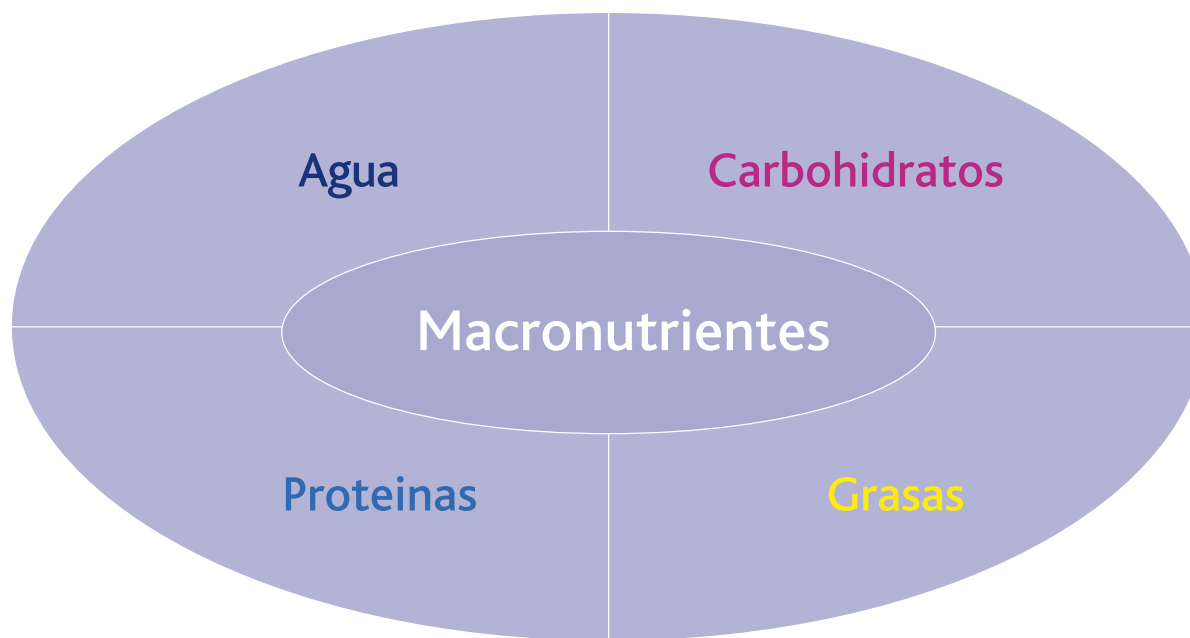 Agua
Carbohidratos
Macronutrientes
Proteinas
Grasas